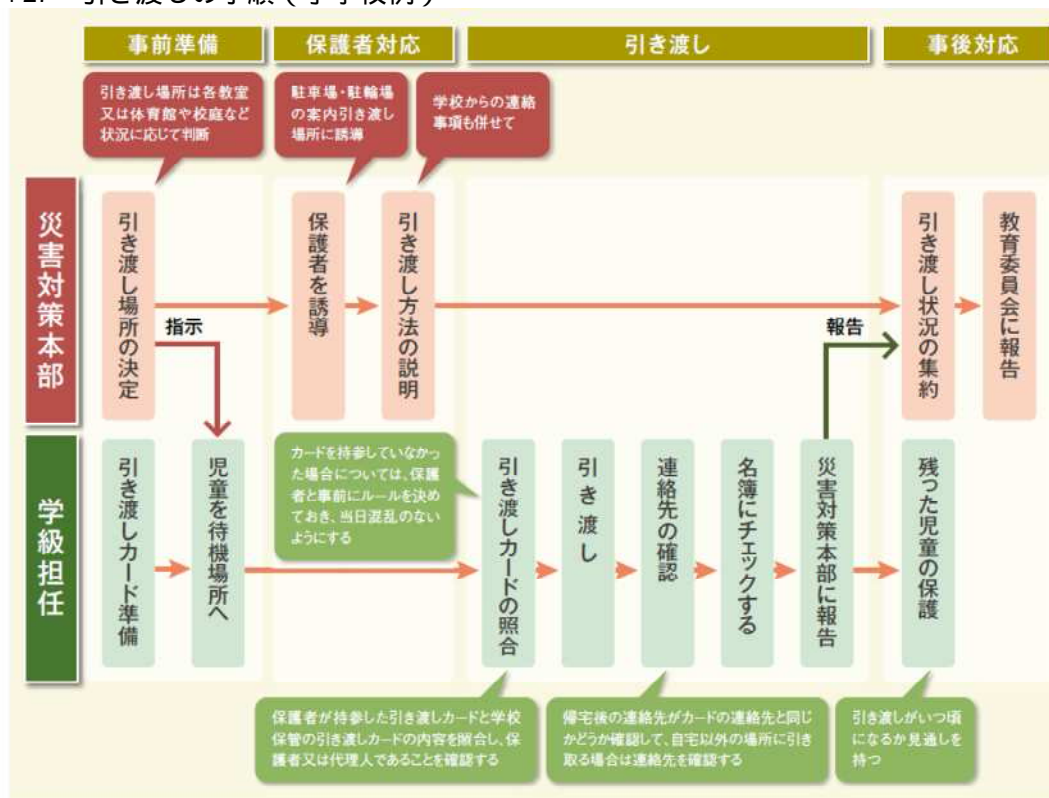 引き渡しの手順（小学校例）
事前準備
保護者対応
引き渡し
事後対応
引き渡し場所は各教室
又は体育館や校庭など
状況に応じて判断
駐車場・駐輪場
の案内引き渡し
場所に誘導
学校からの連絡
事項も併せて
災害対策本部
引き渡し場所の決定
指示
保護者を誘導
引き渡し方法の説明
報告
引き渡し状況の集約
教育委員会に報告
学級担任
引き渡しカード準備
児童を待機場所へ
カードを持参していなかっ
た場合については、保護
者と事前にルールを決め
ておき、当日混乱のない
ようにする
引き渡しカードの照合
引き渡し
連絡先の確認
名簿にチェックする
災害対策本部に報告
残った児童の保護
保護者が持参した引き渡しカードと学校
保管の引き渡しカードの内容を照合し、保
護者又は代理人であることを確認する
帰宅後の連絡先がカードの連絡先と同じ
かどうか確認して、自宅以外の場所に引き
取る場合は連絡先を確認する
引き渡しがいつ頃
になるか見通しを
持つ